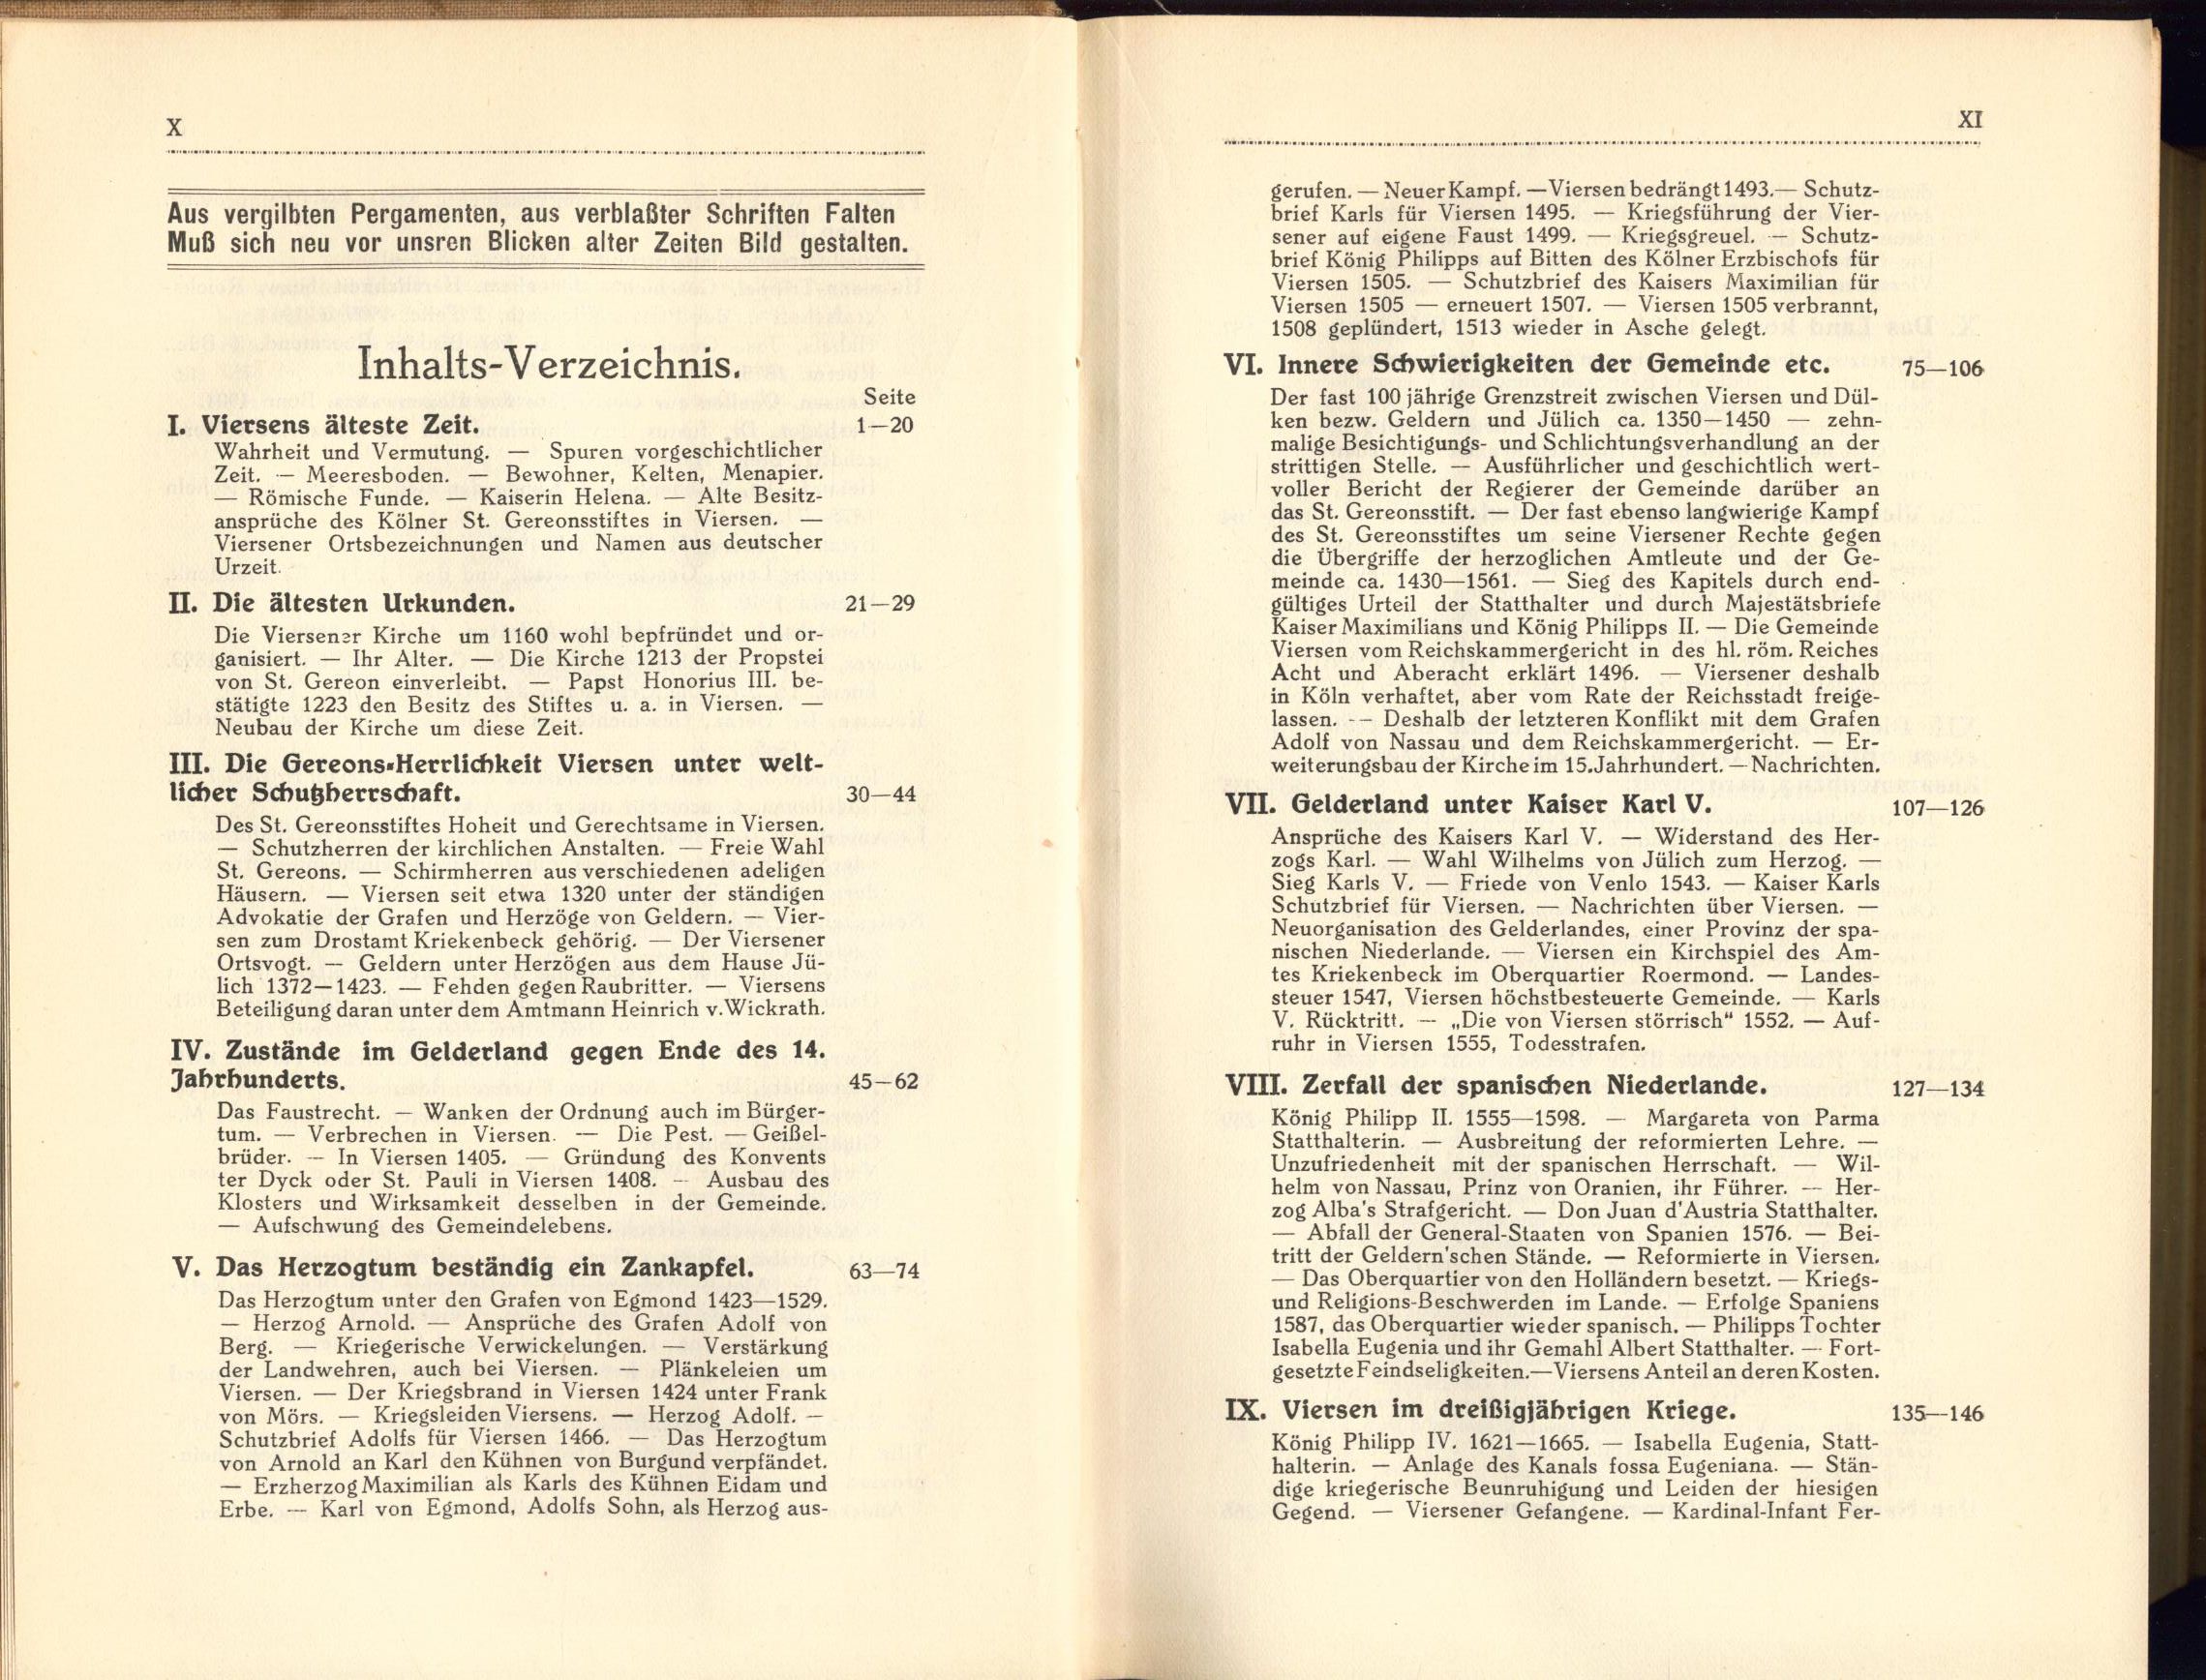 X
Aus vergilbten Pergamenten, aus verblaßter Schriften Falten
Muß sich neu vor unsren Blicken alter Zeiten Bild gestalten.
Inhalts-Verzeichnis.
Seite
I. Viersens älteste Zeit. 1—20
Wahrheit und Vermutung. — Spuren vorgeschichtlicher
Zeit. — Meeresboden. — Bewohner, Kelten, Menapier.
— Römische Funde. — Kaiserin Helena. — Alte Besitz-
ansprüche des Kölner St. Gereonsstiftes in Viersen. —
Viersener Ortsbezeichnungen und Namen aus deutscher
Urzeit.
II. Die ältesten Urkunden. 21—29
Die Viersener Kirche um 1160 wohl bepfründet und or-
ganisiert. — Ihr Alter. — Die Kirche 1213 der Propstei
von St. Gereon einverleibt. — Papst Honorius III. be-
stätigte 1223 den Besitz des Stiftes u. a. in Viersen. —
Neubau der Kirche um diese Zeit.
III. Die Gereons-Herrlichkeit Viersen unter welt-
licher Schutzherrschaft. 30—44
Des St. Gereonsstiftes Hoheit und Gerechtsame in Viersen.
— Schutzherren der kirchlichen Anstalten. — Freie Wahl
St. Gereons. — Schirmherren aus verschiedenen adeligen
Häusern. — Viersen seit etwa 1320 unter der ständigen
Advokatie der Grafen und Herzöge von Geldern. — Vier-
sen zum Drostamt Kriekenbeck gehörig. — Der Viersener
Ortsvogt. — Geldern unter Herzögen aus dem Hause Jü-
lich 1372—1423. — Fehden gegen Raubritter. — Viersens
Beteiligung daran unter dem Amtmann Heinrich v. Wickrath.
IV. Zustände im Gelderland gegen Ende des 14.
Jahrhunderts. 45—62
Das Faustrecht. — Wanken der Ordnung auch im Bürger-
tum. — Verbrechen in Viersen. — Die Pest. — Geißel-
brüder. — In Viersen 1405. — Gründung des Konvents
ter Dyck oder St. Pauli in Viersen 1408. — Ausbau des
Klosters und Wirksamkeit desselben in der Gemeinde.
— Aufschwung des Gemeindelebens.
V. Das Herzogtum beständig ein Zankapfel. 63—74
Das Herzogtum unter den Grafen von Egmond 1423—1529.
— Herzog Arnold. — Ansprüche des Grafen Adolf von
Berg. — Kriegerische Verwickelungen. — Verstärkung
der Landwehren, auch bei Viersen. — Plänkeleien um
Viersen. — Der Kriegsbrand in Viersen 1424 unter Frank
von Mörs. — Kriegsleiden Viersens. — Herzog Adolf. —
Schutzbrief Adolfs für Viersen 1466. — Das Herzogtum
von Arnold an Karl den Kühnen von Burgund verpfändet.
— Erzherzog Maximilian als Karls des Kühnen Eidam und
Erbe. — Karl von Egmond, Adolfs Sohn, als Herzog aus-
XI
gerufen. — Neuer Kampf. — Viersen bedrängt 1493. — Schutz-
brief Karls für Viersen 1495. — Kriegsführung der Vier-
sener auf eigene Faust 1499. — Kriegsgreuel. — Schutz-
brief König Philipps auf Bitten des Kölner Erzbischofs für
Viersen 1505. — Schutzbrief des Kaisers Maximilian für
Viersen 1505 — erneuert 1507. — Viersen 1505 verbrannt,
1508 geplündert, 1513 wieder in Asche gelegt.
VI. Innere Schwierigkeiten der Gemeinde etc. 75—106
Der fast 100 jährige Grenzstreit zwischen Viersen und Dül-
ken bezw. Geldern und Jülich ca. 1350—1450 — zehn-
malige Besichtigungs- und Schlichtungsverhandlung an der
strittigen Stelle. — Ausführlicher und geschichtlich wert-
voller Bericht der Regierer der Gemeinde darüber an
das St. Gereonsstift. — Der fast ebenso langwierige Kampf
des St. Gereonsstiftes um seine Viersener Rechte gegen
die Übergriffe der herzoglichen Amtleute und der Ge-
meinde ca. 1430—1561. — Sieg des Kapitels durch end-
gültiges Urteil der Statthalter und durch Majestätsbriefe
Kaiser Maximilians und König Philipps II. — Die Gemeinde
Viersen vom Reichskammergericht in des hl. röm. Reiches
Acht und Aberacht erklärt 1496. — Viersener deshalb
in Köln verhaftet, aber vom Rate der Reichsstadt freige-
lassen. — Deshalb der letzteren Konflikt mit dem Grafen
Adolf von Nassau und dem Reichskammergericht. — Er-
weiterungsbau der Kirche im 15. Jahrhundert. — Nachrichten.
VII. Gelderland unter Kaiser Karl V. 107—126
Ansprüche des Kaisers Karl V. — Widerstand des Her-
zogs Karl. — Wahl Wilhelms von Jülich zum Herzog. —
Sieg Karls V. — Friede von Venlo 1543. — Kaiser Karls
Schutzbrief für Viersen. — Nachrichten über Viersen. —
Neuorganisation des Gelderlandes, einer Provinz der spa-
nischen Niederlande. — Viersen ein Kirchspiel des Am-
tes Kriekenbeck im Oberquartier Roermond. — Landes-
steuer 1547, Viersen höchstbesteuerte Gemeinde. — Karls
V. Rücktritt. — „Die von Viersen störrisch“ 1552. — Auf-
ruhr in Viersen 1555, Todesstrafen.
VIII. Zerfall der spanischen Niederlande. 127—134
König Philipp II. 1555—1598. — Margareta von Parma
Statthalterin. — Ausbreitung der reformierten Lehre. —
Unzufriedenheit mit der spanischen Herrschaft. — Wil-
helm von Nassau, Prinz von Oranien, ihr Führer. — Her-
zog Alba's Strafgericht. — Don Juan d'Austria Statthalter.
— Abfall der General-Staaten von Spanien 1576. — Bei-
tritt der Geldern'schen Stände. — Reformierte in Viersen.
— Das Oberquartier von den Holländern besetzt. — Kriegs-
und Religions-Beschwerden im Lande. — Erfolge Spaniens
1587, das Oberquartier wieder spanisch. — Philipps Tochter
Isabella Eugenia und ihr Gemahl Albert Statthalter. — Fort-
gesetzte Feindseligkeiten. — Viersens Anteil an deren Kosten.
IX. Viersen im dreißigjährigen Kriege. 135—146
König Philipp IV. 1621—1665. — Isabella Eugenia, Statt-
halterin. — Anlage des Kanals fossa Eugeniana. — Stän-
dige kriegerische Beunruhigung und Leiden der hiesigen
Gegend. — Viersener Gefangene. — Kardinal-Infant Fer-